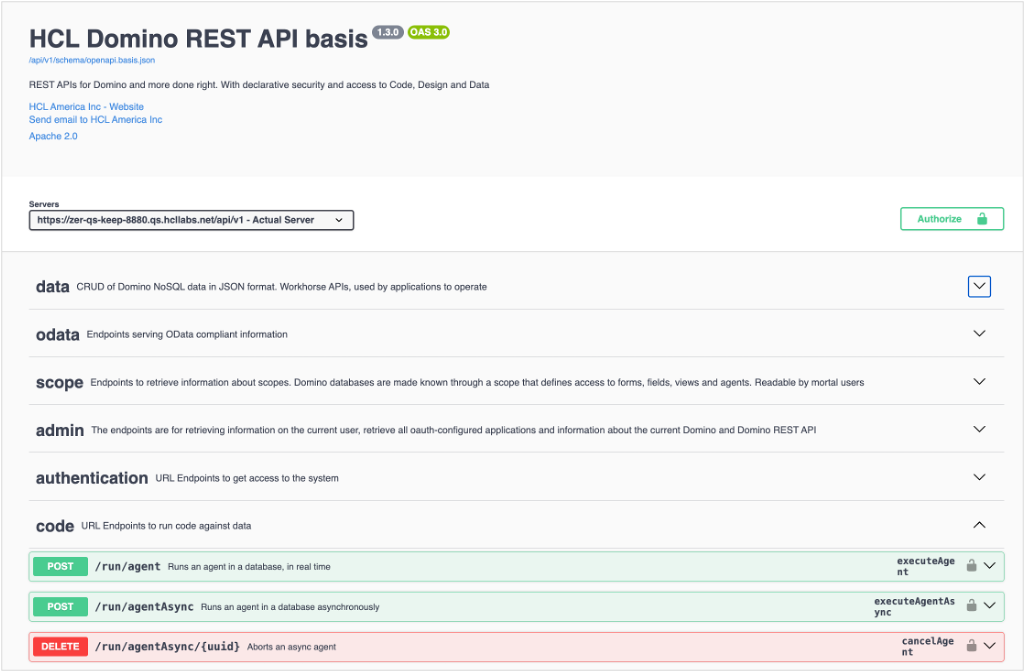 HCL Domino REST API basis 1.3.0 OAS 3.0
/api/v1/schema/openapi.basis.json
REST APIs for Domino and more done right. With declarative security and access to Code, Design and Data
HCL America Inc - Website
Send email to HCL America Inc
Apache 2.0
Servers
https://zer-qs-keep-8880.qs.hcllabs.net/api/v1 - Actual Server
Authorize
data CRUD of Domino NoSQL data in JSON format. Workhorse APIs, used by applications to operate
odata Endpoints serving OData compliant information
scope Endpoints to retrieve information about scopes. Domino databases are made known through a scope that defines access to forms, fields, views and agents. Readable by mortal users
admin The endpoints are for retrieving information on the current user, retrieve all oauth-configured applications and information about the current Domino and Domino REST API
authentication URL Endpoints to get access to the system
code URL Endpoints to run code against data
POST /run/agent Runs an agent in a database, in real time executeAge
nt
POST /run/agentAsync Runs an agent in a database asynchronously executeAgentAs
ync
DELETE /run/agentAsync/{uuid} Aborts an async agent cancelAge
nt